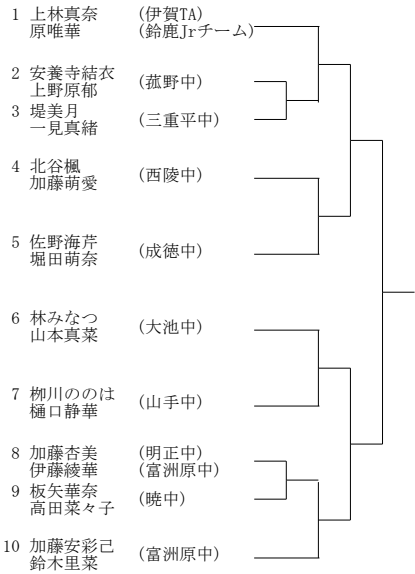 1 上林真奈 (伊賀TA)
原唯華 (鈴鹿Jrチーム)
2 安養寺結衣 (菰野中)
上野原郁
3 堤美月 (三重平中)
一見真緒
4 北谷楓 (西陵中)
加藤萌愛
5 佐野海芹 (成徳中)
堀田萌奈
6 林みなつ (大池中)
山本真菜
7 栁川ののは (山手中)
樋口静華
8 加藤杏美 (明正中)
伊藤綾華 (富洲原中)
9 板矢華奈 (暁中)
高田菜々子
10 加藤安彩己 (富洲原中)
鈴木里菜